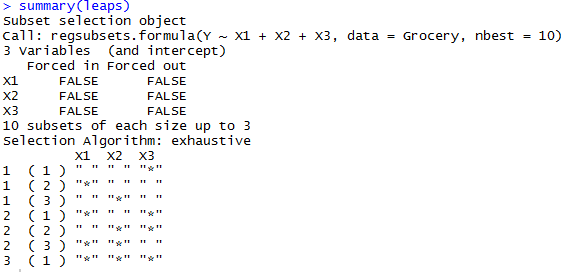 > summary(leaps)
Subset selection object
Call: regsubsets.formula(Y ~ X1 + X2 + X3, data = Grocery, nbest = 10)
3 Variables  (and intercept)
   Forced in Forced out
X1     FALSE      FALSE
X2     FALSE      FALSE
X3     FALSE      FALSE
10 subsets of each size up to 3
Selection Algorithm: exhaustive
         X1  X2  X3
1  ( 1 ) " " " " "*"
1  ( 2 ) "*" " " " "
1  ( 3 ) " " "*" " "
2  ( 1 ) "*" " " "*"
2  ( 2 ) " " "*" "*"
2  ( 3 ) "*" "*" " "
3  ( 1 ) "*" "*" "*"